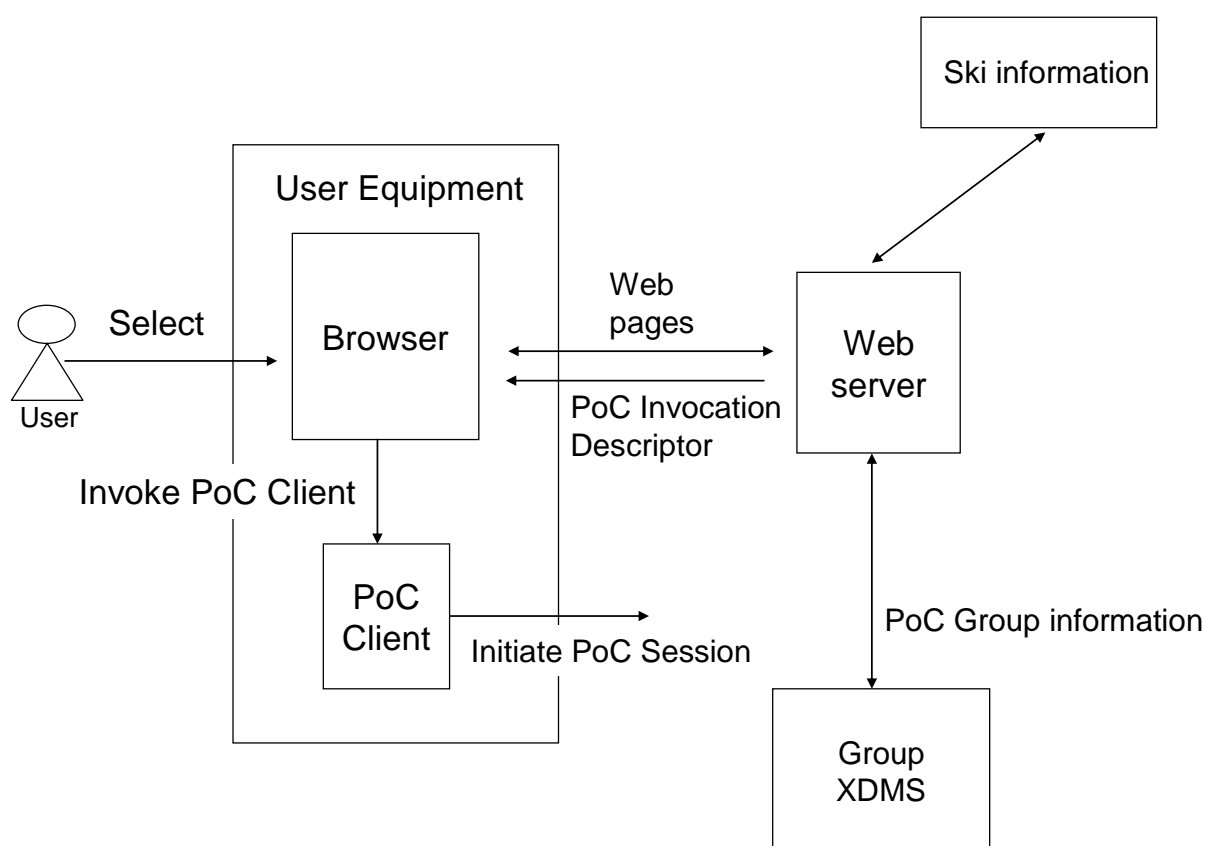 Ski information
User Equipment
Select
Browser
Web
pages
Web
server
User
PoC Invocation
Descriptor
Invoke PoC Client
PoC
Client
Initiate PoC Session
PoC Group information
Group
XDMS